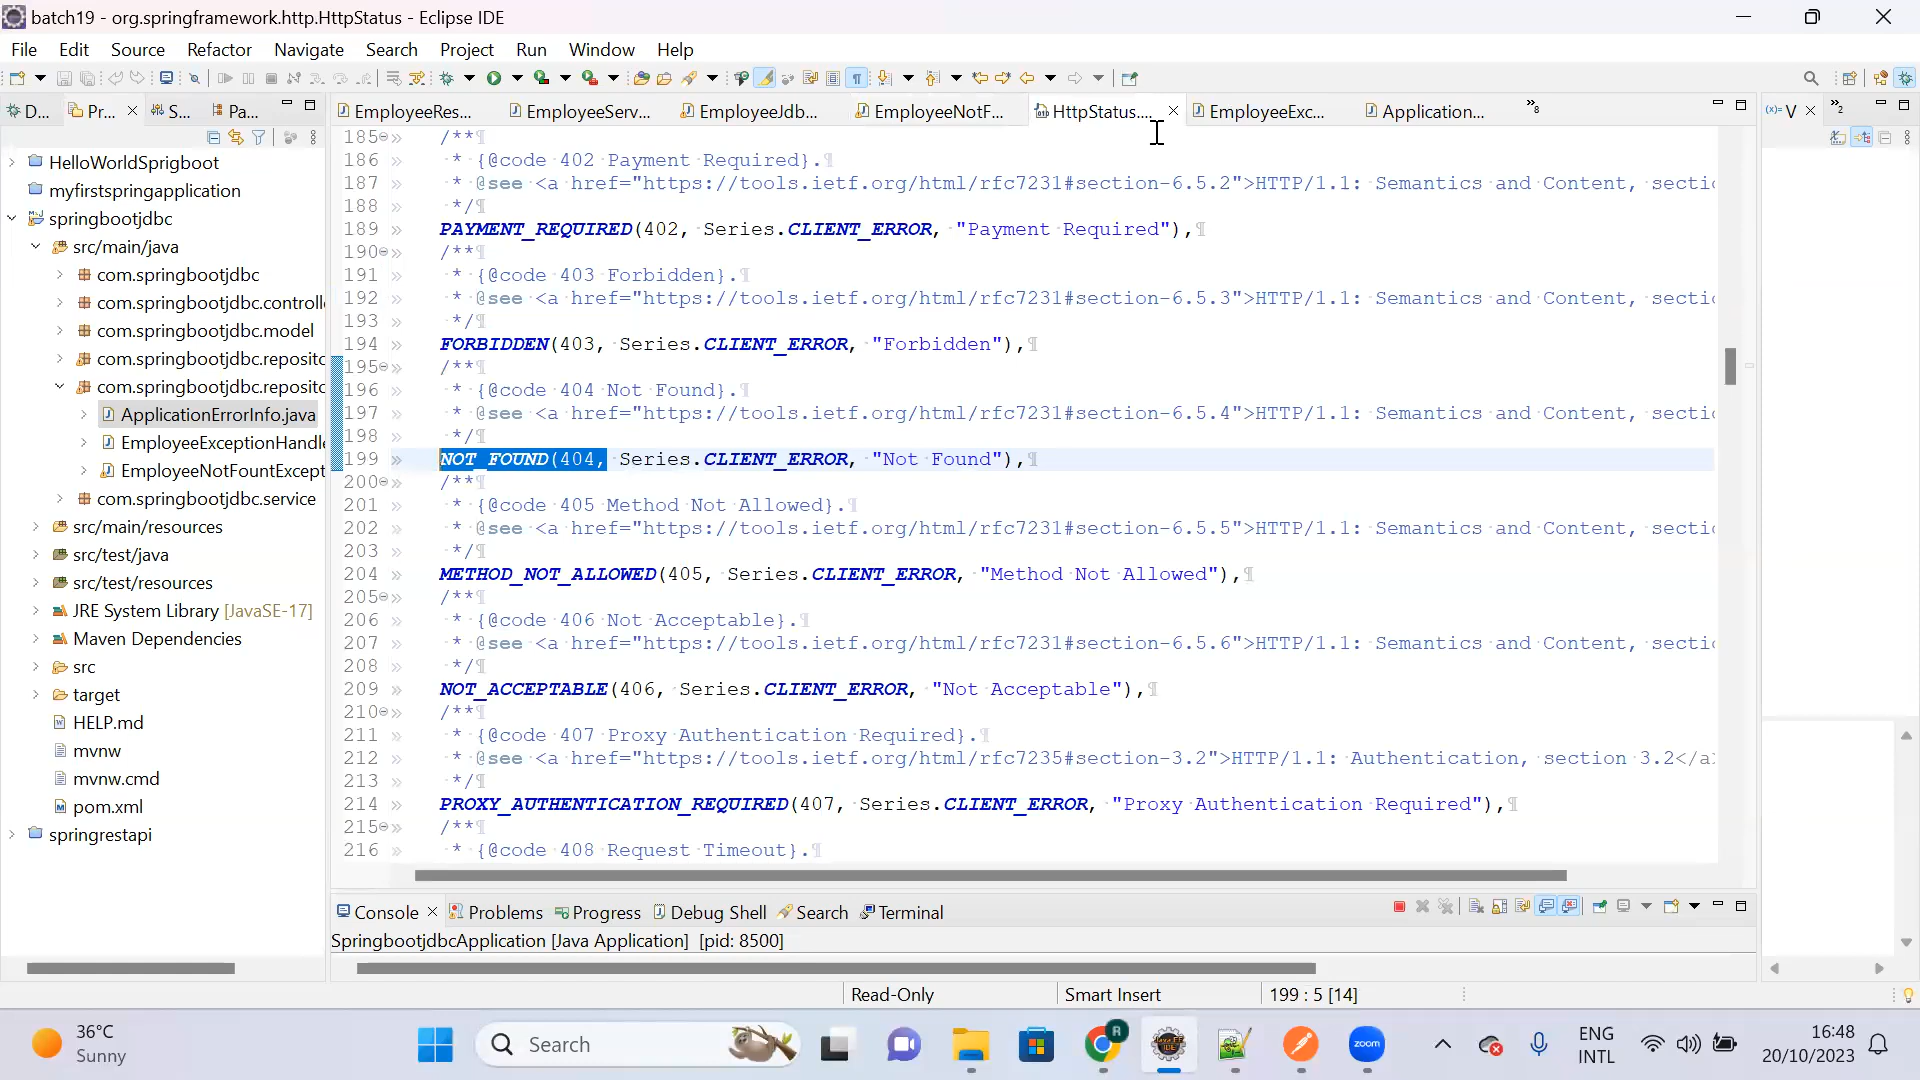 batch19 - org.springframework.http.HttpStatus - Eclipse IDE
File Edit Source Refactor Navigate Search Project Run Window Help
D... Pr... S... Pa...
EmployeeRes... EmployeeServ... EmployeeJdb... EmployeeNotF... HttpStatus.... EmployeeExc... Application... »8
(x)= V »2
HelloWorldSprigboot
myfirstspringapplication
springbootjdbc
src/main/java
com.springbootjdbc
com.springbootjdbc.controll
com.springbootjdbc.model
com.springbootjdbc.reposito
com.springbootjdbc.reposito
ApplicationErrorInfo.java
EmployeeExceptionHandle
EmployeeNotFountExcept
com.springbootjdbc.service
src/main/resources
src/test/java
src/test/resources
JRE System Library [JavaSE-17]
Maven Dependencies
src
target
HELP.md
mvnw
mvnw.cmd
pom.xml
springrestapi
185 » /**¶
186 » * {@code 402 Payment Required}.¶
187 » * @see <a href="https://tools.ietf.org/html/rfc7231#section-6.5.2">HTTP/1.1: Semantics and Content, secti
188 » */¶
189 » PAYMENT_REQUIRED(402, Series.CLIENT_ERROR, "Payment Required"),¶
190 » /**¶
191 » * {@code 403 Forbidden}.¶
192 » * @see <a href="https://tools.ietf.org/html/rfc7231#section-6.5.3">HTTP/1.1: Semantics and Content, secti
193 » */¶
194 » FORBIDDEN(403, Series.CLIENT_ERROR, "Forbidden"),¶
195 » /**¶
196 » * {@code 404 Not Found}.¶
197 » * @see <a href="https://tools.ietf.org/html/rfc7231#section-6.5.4">HTTP/1.1: Semantics and Content, secti
198 » */¶
199 » NOT_FOUND(404, Series.CLIENT_ERROR, "Not Found"),¶
200 » /**¶
201 » * {@code 405 Method Not Allowed}.¶
202 » * @see <a href="https://tools.ietf.org/html/rfc7231#section-6.5.5">HTTP/1.1: Semantics and Content, secti
203 » */¶
204 » METHOD_NOT_ALLOWED(405, Series.CLIENT_ERROR, "Method Not Allowed"),¶
205 » /**¶
206 » * {@code 406 Not Acceptable}.¶
207 » * @see <a href="https://tools.ietf.org/html/rfc7231#section-6.5.6">HTTP/1.1: Semantics and Content, secti
208 » */¶
209 » NOT_ACCEPTABLE(406, Series.CLIENT_ERROR, "Not Acceptable"),¶
210 » /**¶
211 » * {@code 407 Proxy Authentication Required}.¶
212 » * @see <a href="https://tools.ietf.org/html/rfc7235#section-3.2">HTTP/1.1: Authentication, section 3.2</a
213 » */¶
214 » PROXY_AUTHENTICATION_REQUIRED(407, Series.CLIENT_ERROR, "Proxy Authentication Required"),¶
215 » /**¶
216 » * {@code 408 Request Timeout}.¶
Console Problems Progress Debug Shell Search Terminal
SpringbootjdbcApplication [Java Application] [pid: 8500]
Read-Only Smart Insert 199 : 5 [14]
36°C
Sunny
Search
R
zoom
ENG
INTL
16:48
20/10/2023